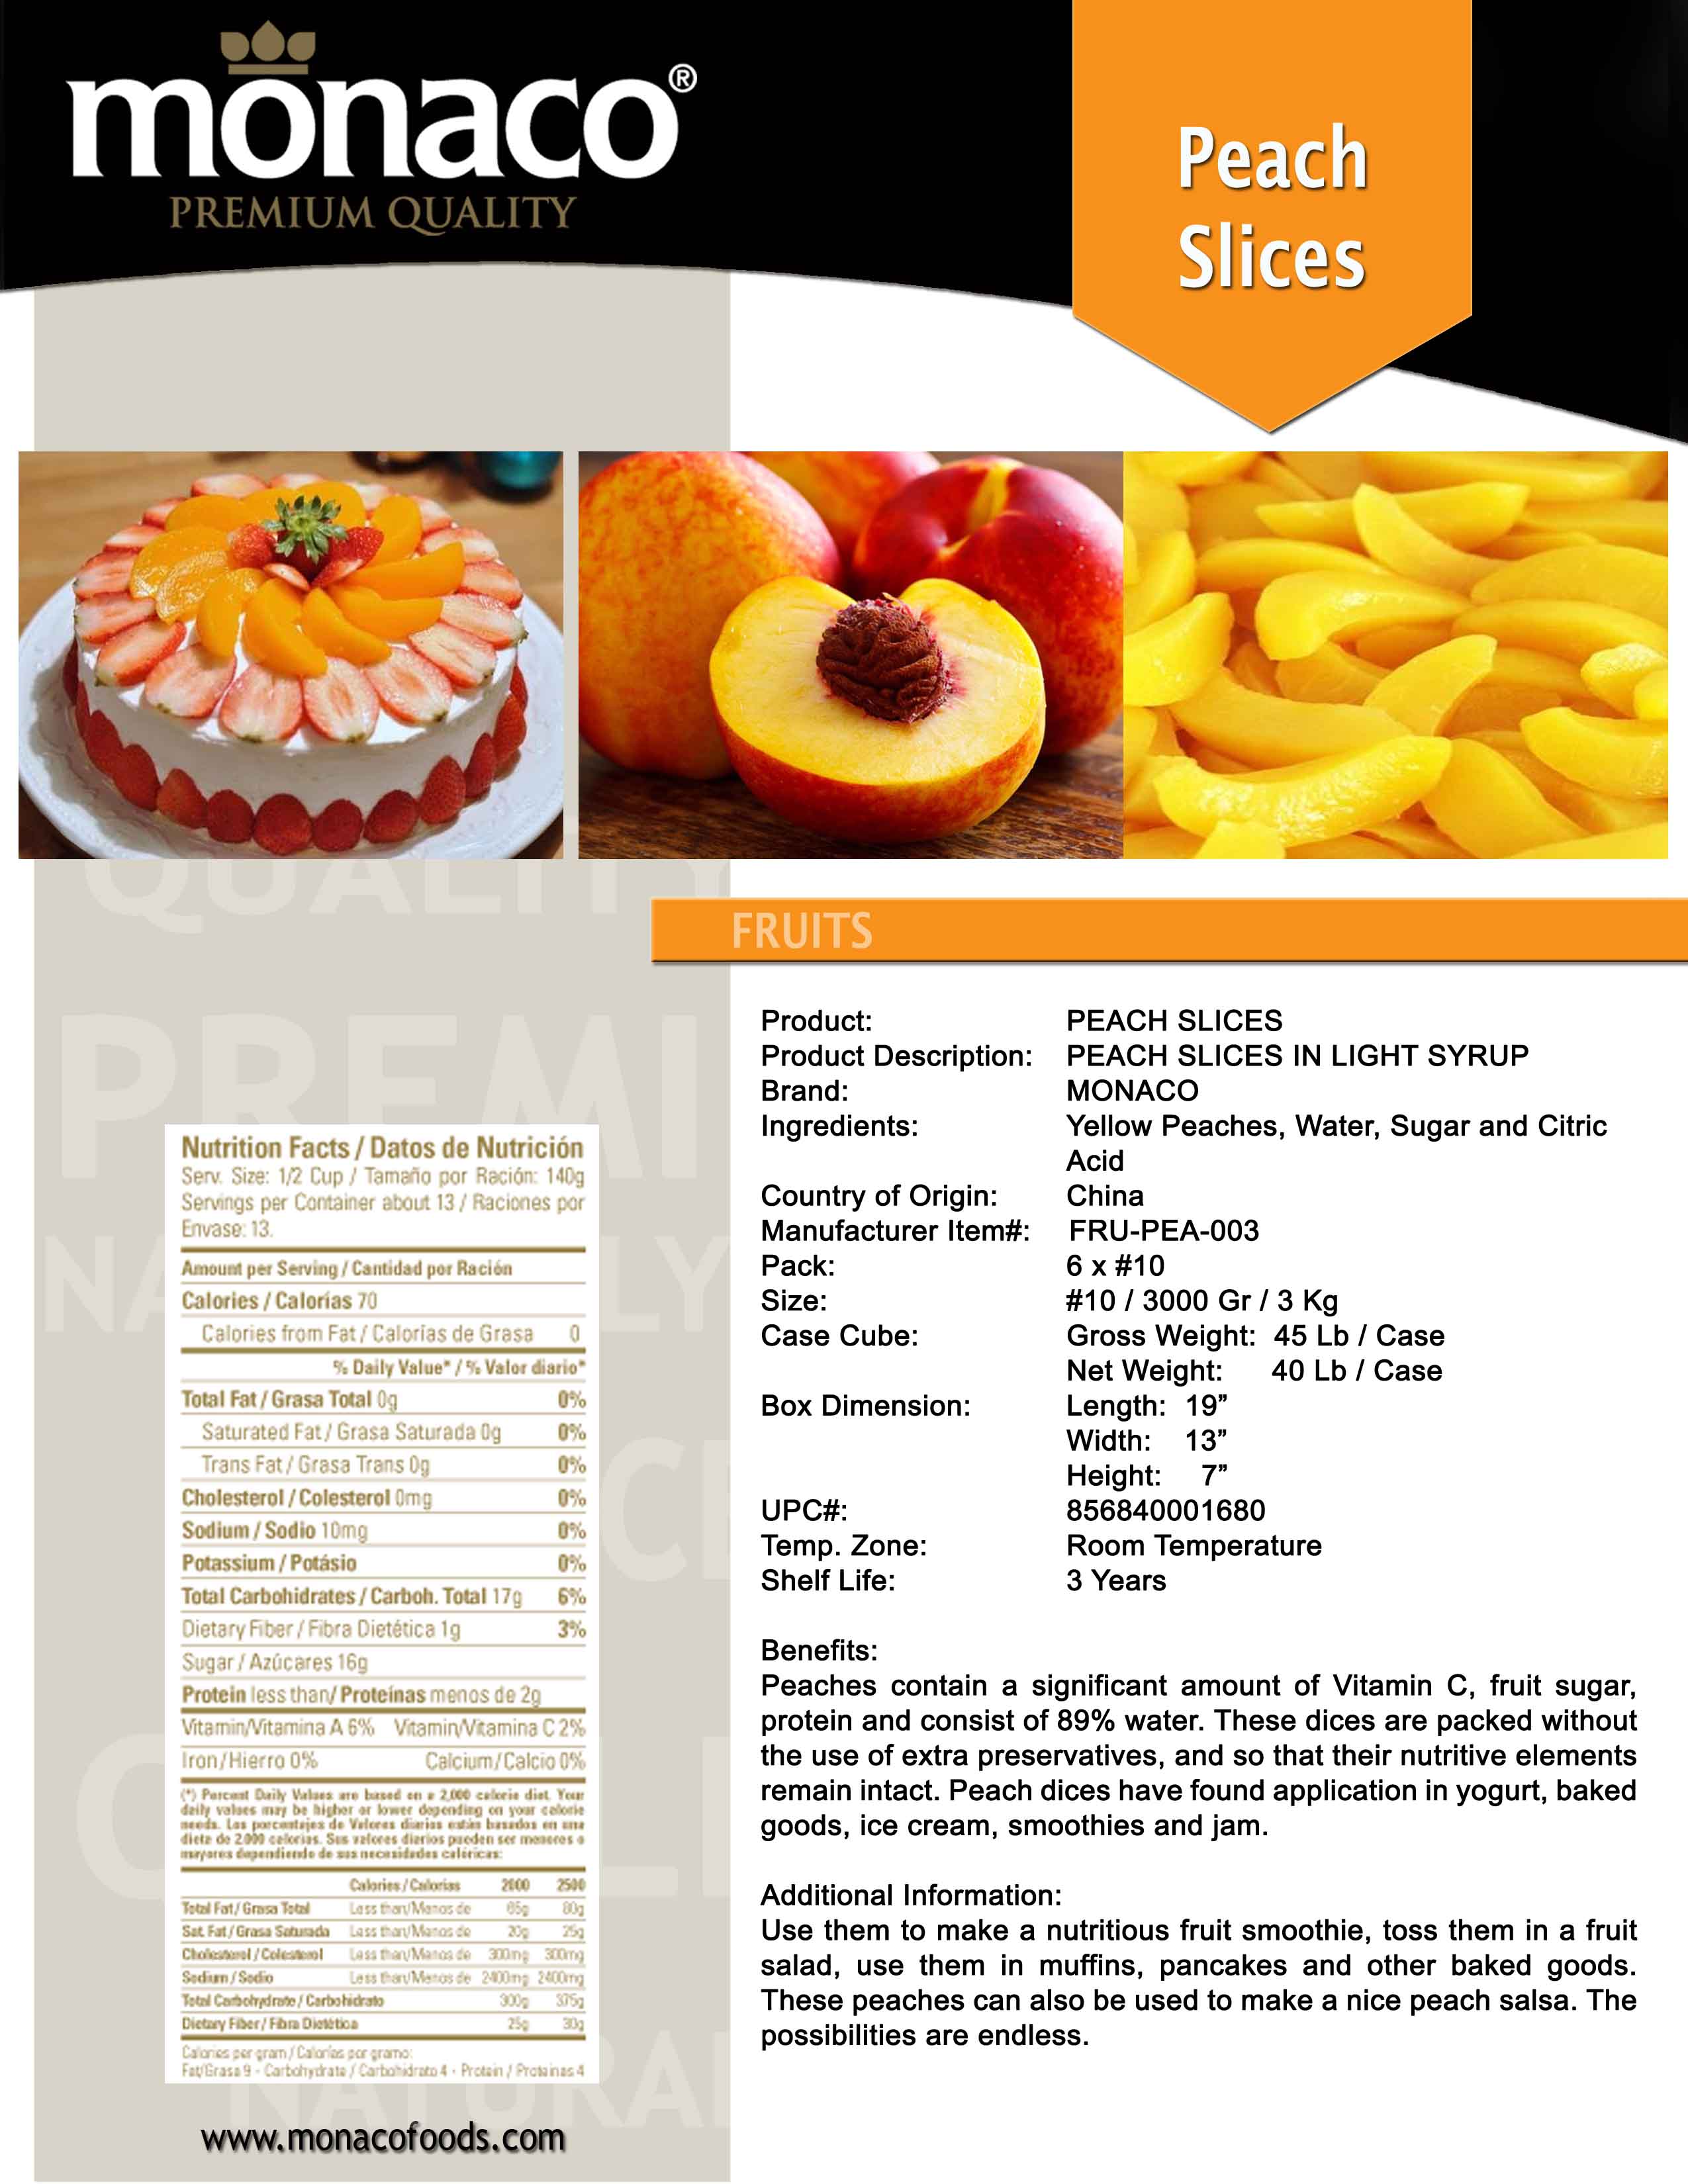 monaco®
PREMIUM QUALITY
Peach
Slices
QUALITY
FRUITS
PREMI
Product: PEACH SLICES
Product Description: PEACH SLICES IN LIGHT SYRUP
Brand: MONACO
Ingredients: Yellow Peaches, Water, Sugar and Citric
Acid
Country of Origin: China
Manufacturer Item#: FRU-PEA-003
Pack: 6 x #10
Size: #10 / 3000 Gr / 3 Kg
Case Cube: Gross Weight: 45 Lb / Case
Net Weight: 40 Lb / Case
Box Dimension: Length: 19”
Width: 13”
Height: 7”
UPC#: 856840001680
Temp. Zone: Room Temperature
Shelf Life: 3 Years
Benefits:
Peaches contain a significant amount of Vitamin C, fruit sugar,
protein and consist of 89% water. These dices are packed without
the use of extra preservatives, and so that their nutritive elements
remain intact. Peach dices have found application in yogurt, baked
goods, ice cream, smoothies and jam.
Additional Information:
Use them to make a nutritious fruit smoothie, toss them in a fruit
salad, use them in muffins, pancakes and other baked goods.
These peaches can also be used to make a nice peach salsa. The
possibilities are endless.
Nutrition Facts / Datos de Nutrición
Serv. Size: 1/2 Cup / Tamaño por Ración: 140g
Servings per Container about 13 / Raciones por
Envase: 13.
Amount per Serving / Cantidad por Ración
Calories / Calorías 70
Calories from Fat / Calorías de Grasa 0
% Daily Value* / % Valor diario*
Total Fat / Grasa Total 0g 0%
Saturated Fat / Grasa Saturada 0g 0%
Trans Fat / Grasa Trans 0g 0%
Cholesterol / Colesterol 0mg 0%
Sodium / Sodio 10mg 0%
Potassium / Potásio 0%
Total Carbohidrates / Carboh. Total 17g 6%
Dietary Fiber / Fibra Dietética 1g 3%
Sugar / Azúcares 16g
Protein less than/ Proteínas menos de 2g
Vitamin/Vitamina A 6% Vitamin/Vitamina C 2%
Iron / Hierro 0% Calcium / Calcio 0%
(*) Percent Daily Values are based on a 2,000 calorie diet. Your
daily values may be higher or lower depending on your calorie
needs. Los porcentajes de Valores diarios están basados en una
dieta de 2.000 calorías. Sus valores diarios pueden ser menores o
mayores dependiendo de sus necesidades calóricas:
Calories / Calorías 2000 2500
Total Fat / Grasa Total Less than/Menos de 65g 80g
Sat. Fat / Grasa Saturada Less than/Menos de 20g 25g
Cholesterol / Colesterol Less than/Menos de 300mg 300mg
Sodium / Sodio Less than/Menos de 2400mg 2400mg
Total Carbohydrate / Carbohidrato 300g 375g
Dietary Fiber / Fibra Dietética 25g 30g
Calories per gram / Calorías por gramo:
Fat/Grasa 9 - Carbohydrate / Carbohidrato 4 - Protein / Proteinas 4
www.monacofoods.com